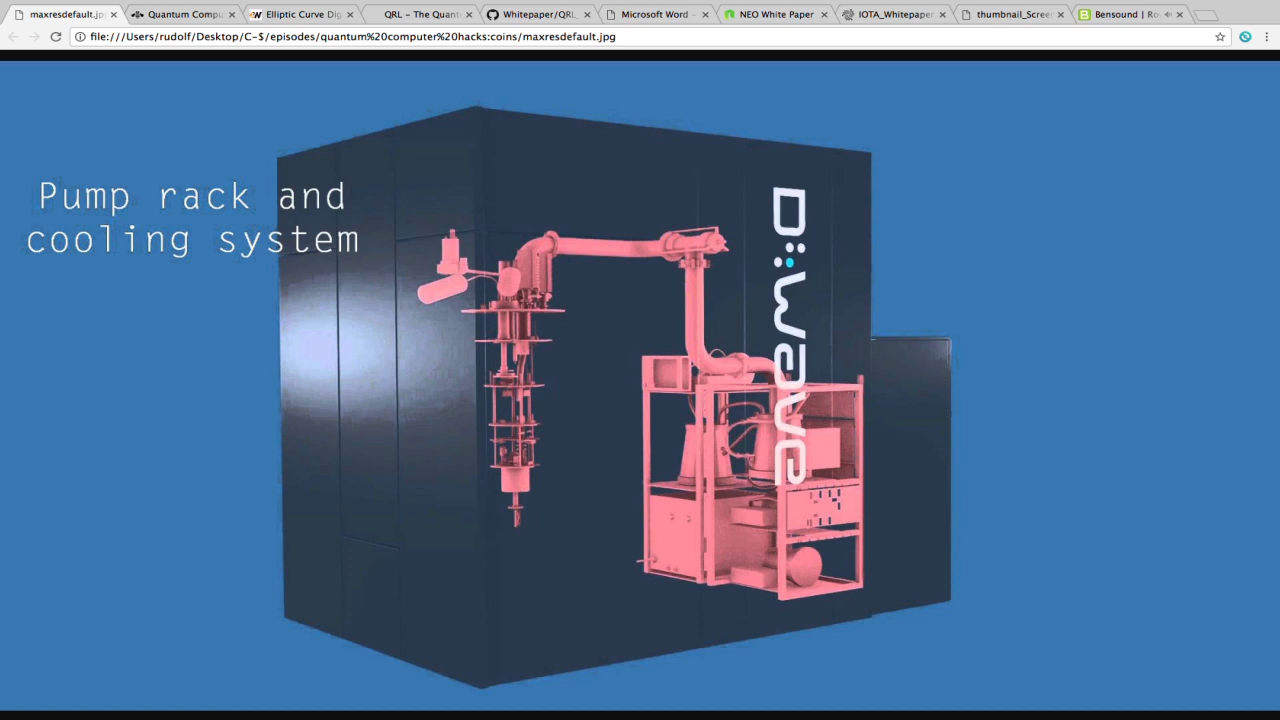 maxresdefault.jp
Quantum Compu
Elliptic Curve Dig
QRL – The Quant
Whitepaper/QRL
Microsoft Word –
NEO White Paper
IOTA_Whitepaper
thumbnail_Scree
Bensound | Ro
file:///Users/rudolf/Desktop/C-$/episodes/quantum%20computer%20hacks:coins/maxresdefault.jpg
Pump rack and
cooling system
D:Wave